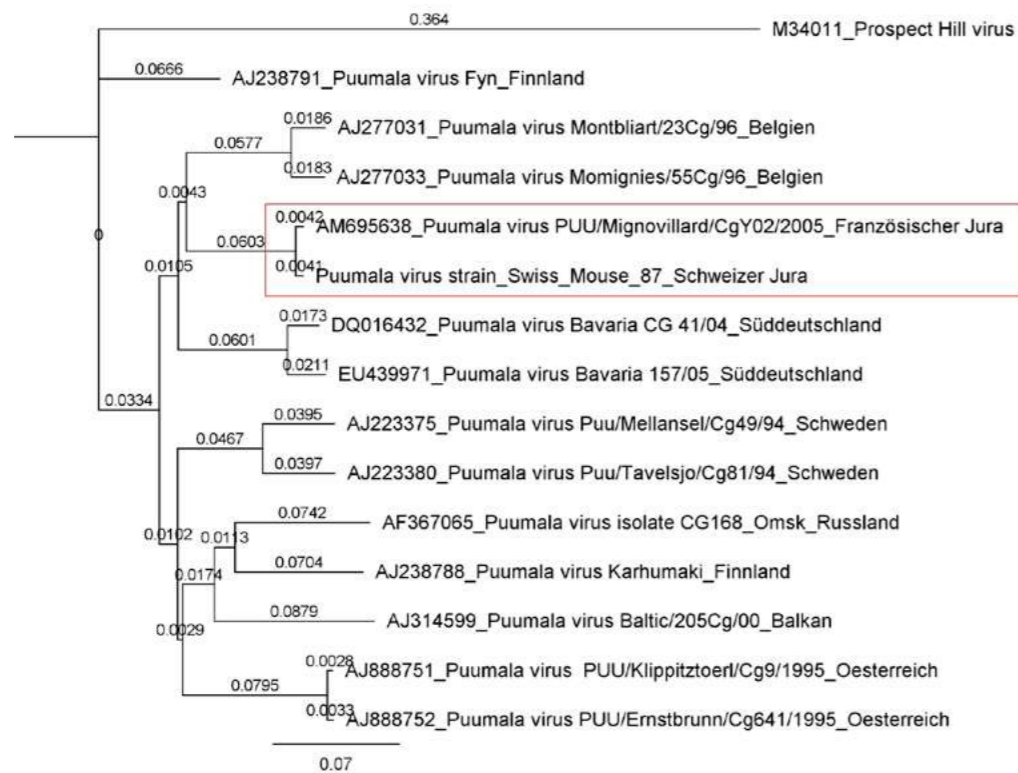 0.364
M34011_Prospect Hill virus
0.0666
AJ238791_Puumala virus Fyn_Finnland
0.0186
AJ277031_Puumala virus Montbliart/23Cg/96_Belgien
0.0577
0.0183
AJ277033_Puumala virus Momignies/55Cg/96_Belgien
0.0043
0.0042
AM695638_Puumala virus PUU/Mignovillard/CgY02/2005_Französischer Jura
0
0.0603
0.0041
Puumala virus strain_Swiss_Mouse_87_Schweizer Jura
0.0105
0.0173
DQ016432_Puumala virus Bavaria CG 41/04_Süddeutschland
0.0601
0.0211
EU439971_Puumala virus Bavaria 157/05_Süddeutschland
0.0334
0.0395
AJ223375_Puumala virus Puu/Mellansel/Cg49/94_Schweden
0.0467
0.0397
AJ223380_Puumala virus Puu/Tavelsjo/Cg81/94_Schweden
0.0742
AF367065_Puumala virus isolate CG168_Omsk_Russland
0.0102
0.0113
0.0704
AJ238788_Puumala virus Karhumaki_Finnland
0.0174
0.0879
AJ314599_Puumala virus Baltic/205Cg/00_Balkan
0.0029
0.0028
AJ888751_Puumala virus PUU/Klippitztoerl/Cg9/1995_Oesterreich
0.0795
0.0033
AJ888752_Puumala virus PUU/Ernstbrunn/Cg641/1995_Oesterreich
0.07